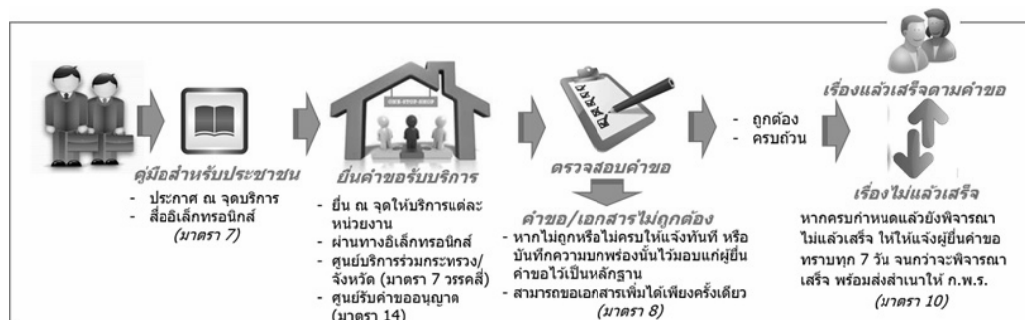 คู่มือสำหรับประชาชน
- ประกาศ ณ จุดบริการ
- สื่ออิเล็กทรอนิกส์
(มาตรา 7)
ONE-STOP-SHOP
ยื่นคำขอรับบริการ
- ยื่น ณ จุดให้บริการแต่ละ
หน่วยงาน
- ผ่านทางอิเล็กทรอนิกส์
- ศูนย์บริการร่วมกระทรวง/
จังหวัด (มาตรา 7 วรรคสี่)
- ศูนย์รับคำขออนุญาต
(มาตรา 14)
ตรวจสอบคำขอ
คำขอ/เอกสารไม่ถูกต้อง
- หากไม่ถูกหรือไม่ครบให้แจ้งทันที หรือ
บันทึกความบกพร่องนั้นไว้มอบแก่ผู้ยื่น
คำขอไว้เป็นหลักฐาน
- สามารถขอเอกสารเพิ่มได้เพียงครั้งเดียว
(มาตรา 8)
- ถูกต้อง
- ครบถ้วน
เรื่องแล้วเสร็จตามคำขอ
เรื่องไม่แล้วเสร็จ
หากครบกำหนดแล้วยังพิจารณา
ไม่แล้วเสร็จ ให้ให้แจ้งผู้ยื่นคำขอ
ทราบทุก 7 วัน จนกว่าจะพิจารณา
เสร็จ พร้อมส่งสำเนาให้ ก.พ.ร.
(มาตรา 10)